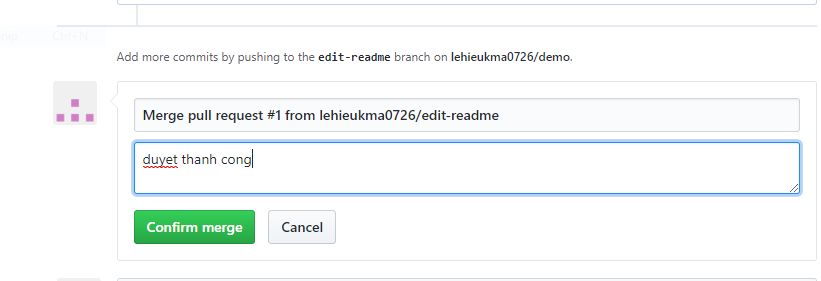 Ctrl+N
Add more commits by pushing to the edit-readme branch on lehieukma0726/demo.
Merge pull request #1 from lehieukma0726/edit-readme
duyet thanh cong
Confirm merge Cancel